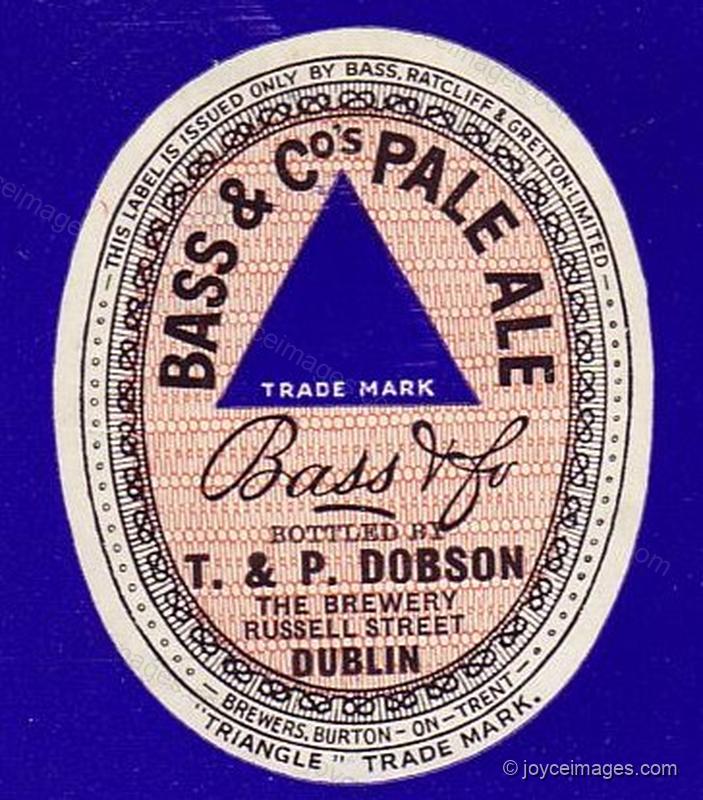 THIS LABEL IS ISSUED ONLY BY BASS, RATCLIFF & GRETTON·LIMITED
BASS & Co's PALE ALE
TRADE MARK
Bass & Co
BOTTLED BY
T. & P. DOBSON
THE BREWERY
RUSSELL STREET
DUBLIN
BREWERS, BURTON-ON-TRENT
"TRIANGLE" TRADE MARK.
© joyceimages.com